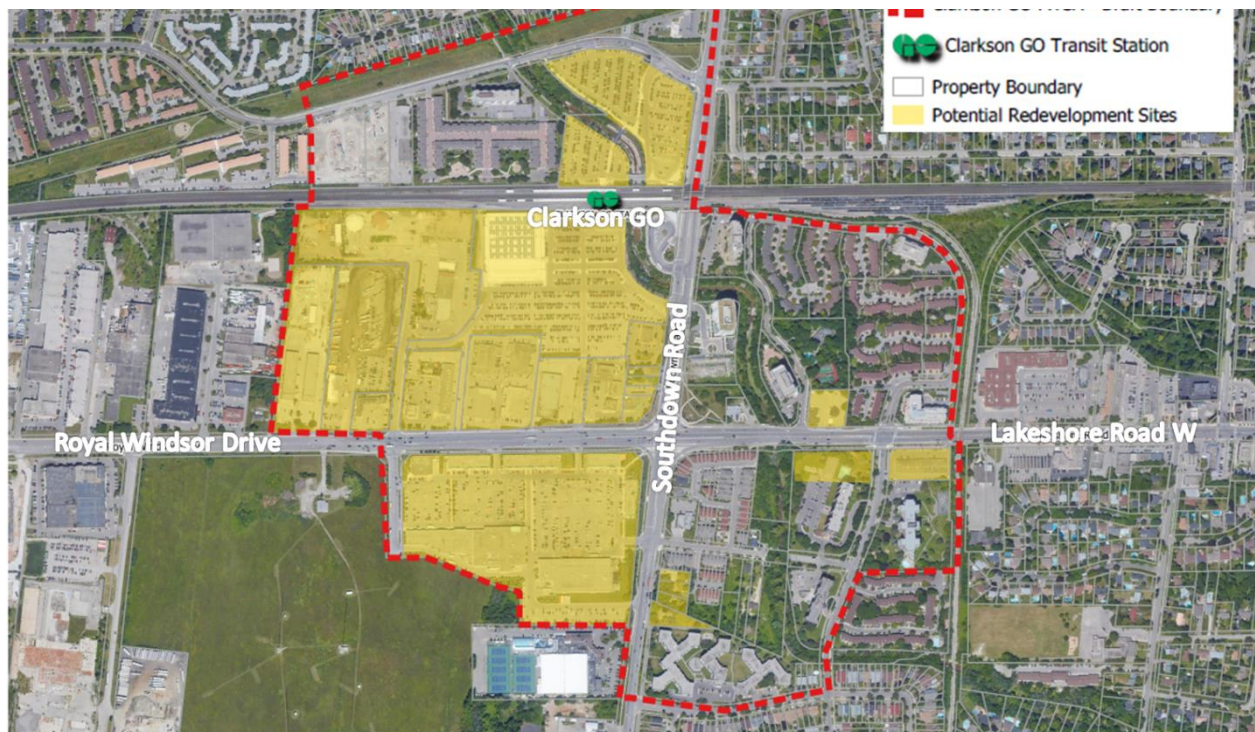 Clarkson GO Transit Station
Property Boundary
Potential Redevelopment Sites
Clarkson GO
Southdown Road
Royal Windsor Drive
Lakeshore Road W